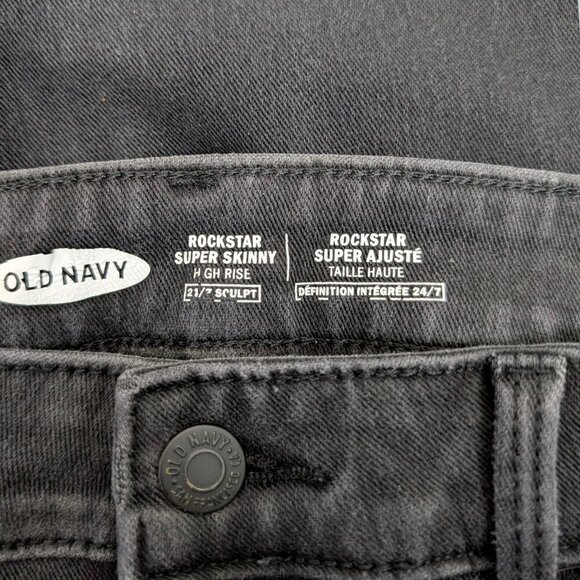 OLD NAVY
ROCKSTAR
SUPER SKINNY
H GH RISE
21/7 SCULPT
ROCKSTAR
SUPER AJUSTÉ
TAILLE HAUTE
DÉFINITION INTÉGRÉE 24/7
OLD NAVY